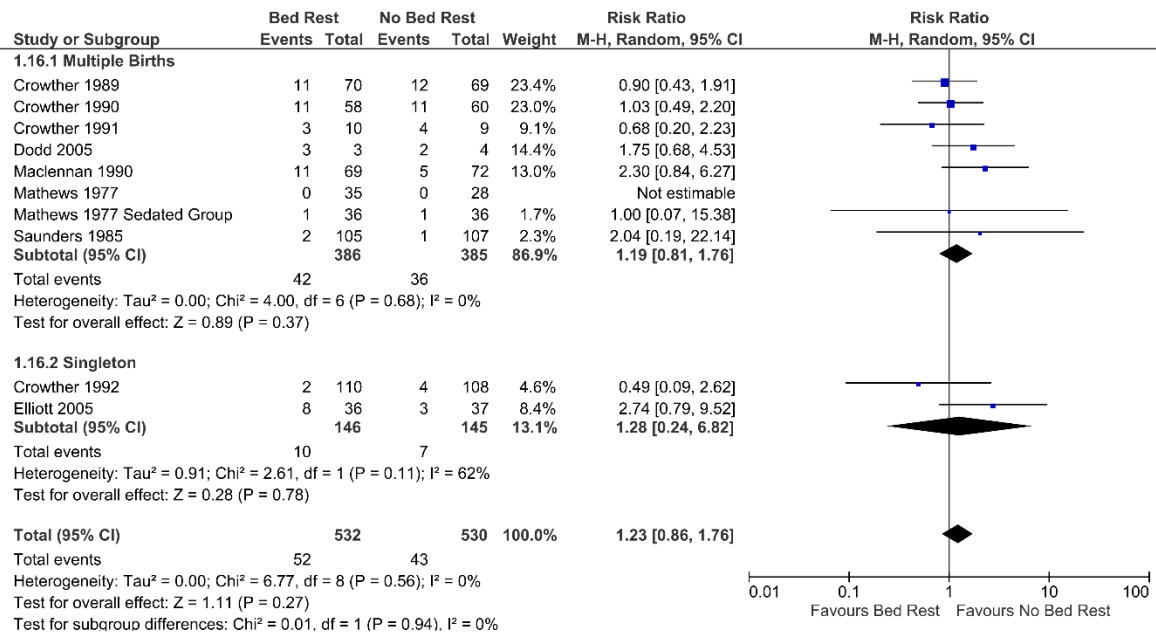 Bed Rest No Bed Rest Risk Ratio Risk Ratio
Study or Subgroup Events Total Events Total Weight M-H, Random, 95% CI M-H, Random, 95% CI
1.16.1 Multiple Births
Crowther 1989 11 70 12 69 23.4% 0.90 [0.43, 1.91]
Crowther 1990 11 58 11 60 23.0% 1.03 [0.49, 2.20]
Crowther 1991 3 10 4 9 9.1% 0.68 [0.20, 2.23]
Dodd 2005 3 3 2 4 14.4% 1.75 [0.68, 4.53]
Maclennan 1990 11 69 5 72 13.0% 2.30 [0.84, 6.27]
Mathews 1977 0 35 0 28 Not estimable
Mathews 1977 Sedated Group 1 36 1 36 1.7% 1.00 [0.07, 15.38]
Saunders 1985 2 105 1 107 2.3% 2.04 [0.19, 22.14]
Subtotal (95% CI) 386 385 86.9% 1.19 [0.81, 1.76]
Total events 42 36
Heterogeneity: Tau² = 0.00; Chi² = 4.00, df = 6 (P = 0.68); I² = 0%
Test for overall effect: Z = 0.89 (P = 0.37)
1.16.2 Singleton
Crowther 1992 2 110 4 108 4.6% 0.49 [0.09, 2.62]
Elliott 2005 8 36 3 37 8.4% 2.74 [0.79, 9.52]
Subtotal (95% CI) 146 145 13.1% 1.28 [0.24, 6.82]
Total events 10 7
Heterogeneity: Tau² = 0.91; Chi² = 2.61, df = 1 (P = 0.11); I² = 62%
Test for overall effect: Z = 0.28 (P = 0.78)
Total (95% CI) 532 530 100.0% 1.23 [0.86, 1.76]
Total events 52 43
Heterogeneity: Tau² = 0.00; Chi² = 6.77, df = 8 (P = 0.56); I² = 0%
Test for overall effect: Z = 1.11 (P = 0.27)
Test for subgroup differences: Chi² = 0.01, df = 1 (P = 0.94), I² = 0%
0.01 0.1 1 10 100
Favours Bed Rest Favours No Bed Rest